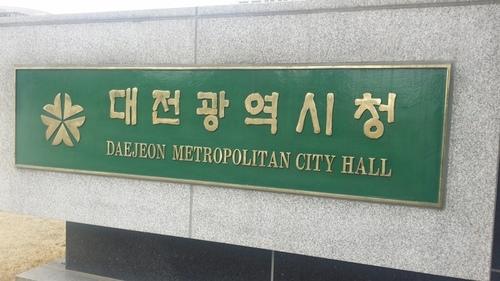 대전광역시청
DAEJEON METROPOLITAN CITY HALL